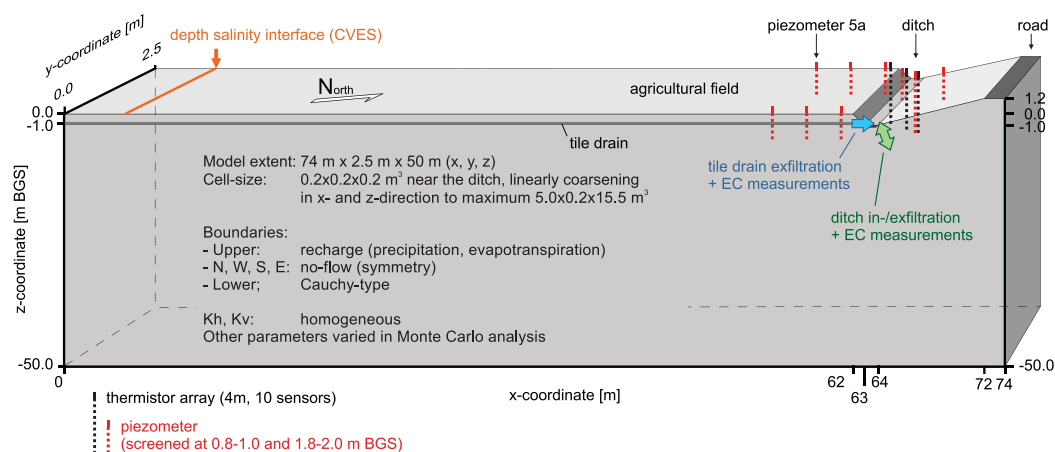 piezometer 5a
ditch
road
depth salinity interface (CVES)
y-coordinate [m]
2.5
0.0
North
agricultural field
0.0
-1.0
1.2
0.0
-1.0
tile drain
Model extent: 74 m x 2.5 m x 50 m (x, y, z)
Cell-size: 0.2x0.2x0.2 m³ near the ditch, linearly coarsening
in x- and z-direction to maximum 5.0x0.2x15.5 m³
tile drain exfiltration
+ EC measurements
ditch in-/exfiltration
+ EC measurements
Boundaries:
- Upper: recharge (precipitation, evapotranspiration)
- N, W, S, E: no-flow (symmetry)
- Lower; Cauchy-type
Kh, Kv: homogeneous
Other parameters varied in Monte Carlo analysis
z-coordinate [m BGS]
-50.0
-50.0
0
62
64
72 74
63
x-coordinate [m]
thermistor array (4m, 10 sensors)
piezometer
(screened at 0.8-1.0 and 1.8-2.0 m BGS)